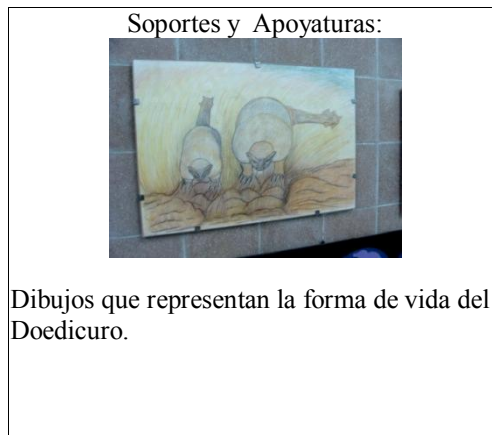 Soportes y  Apoyaturas:
Dibujos que representan la forma de vida del
Doedicuro.